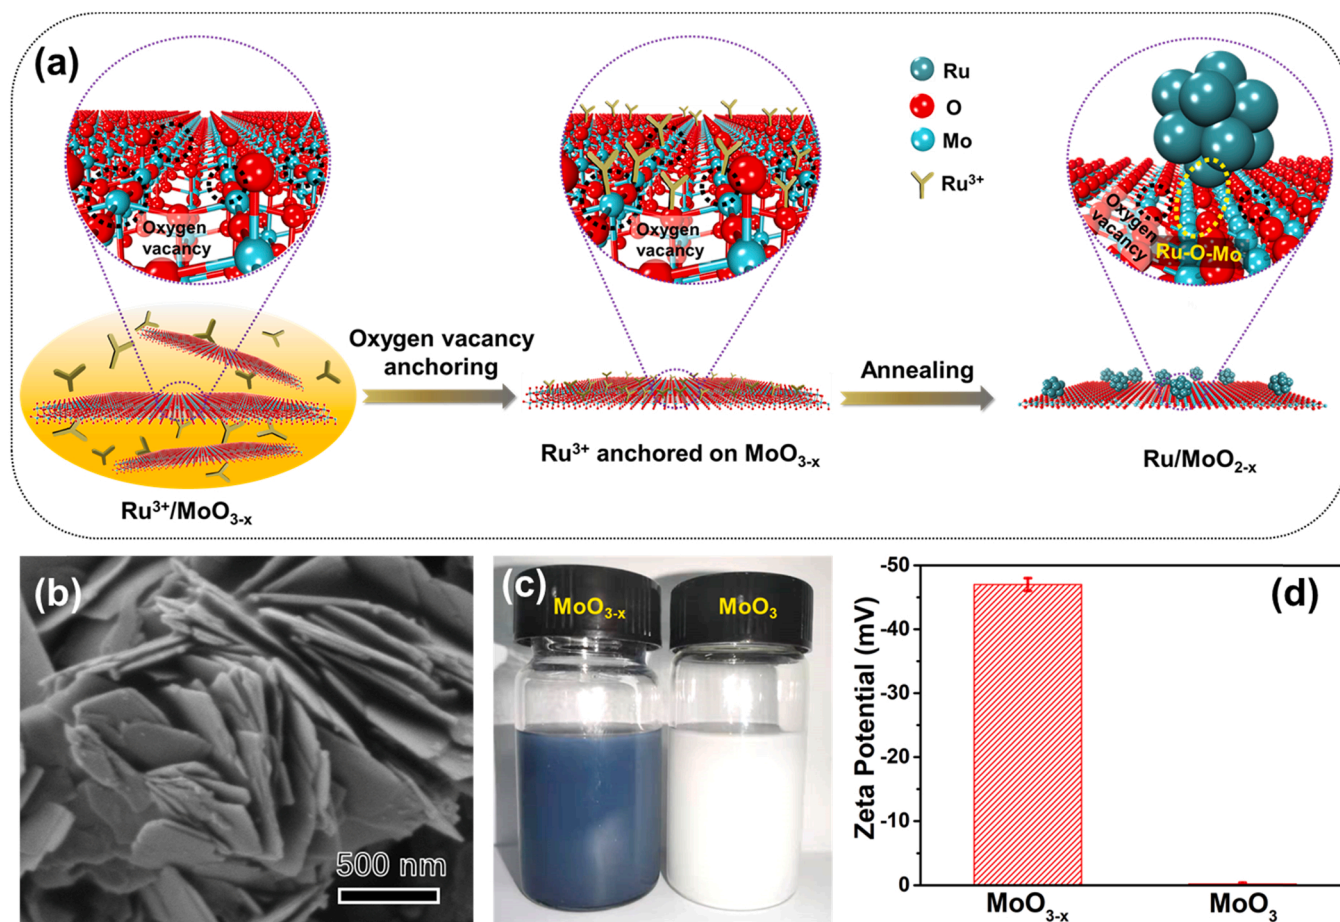 (a)
Ru
O
Mo
Ru³⁺
Oxygen
vacancy
Oxygen
vacancy
Oxygen
vacancy
Ru-O-Mo
Oxygen vacancy
anchoring
Annealing
Ru³⁺/MoO₃₋ₓ
Ru³⁺ anchored on MoO₃₋ₓ
Ru/MoO₂₋ₓ
(b)
500 nm
(c)
MoO₃₋ₓ
MoO₃
(d)
Zeta Potential (mV)
-50
-40
-30
-20
-10
0
MoO₃₋ₓ
MoO₃